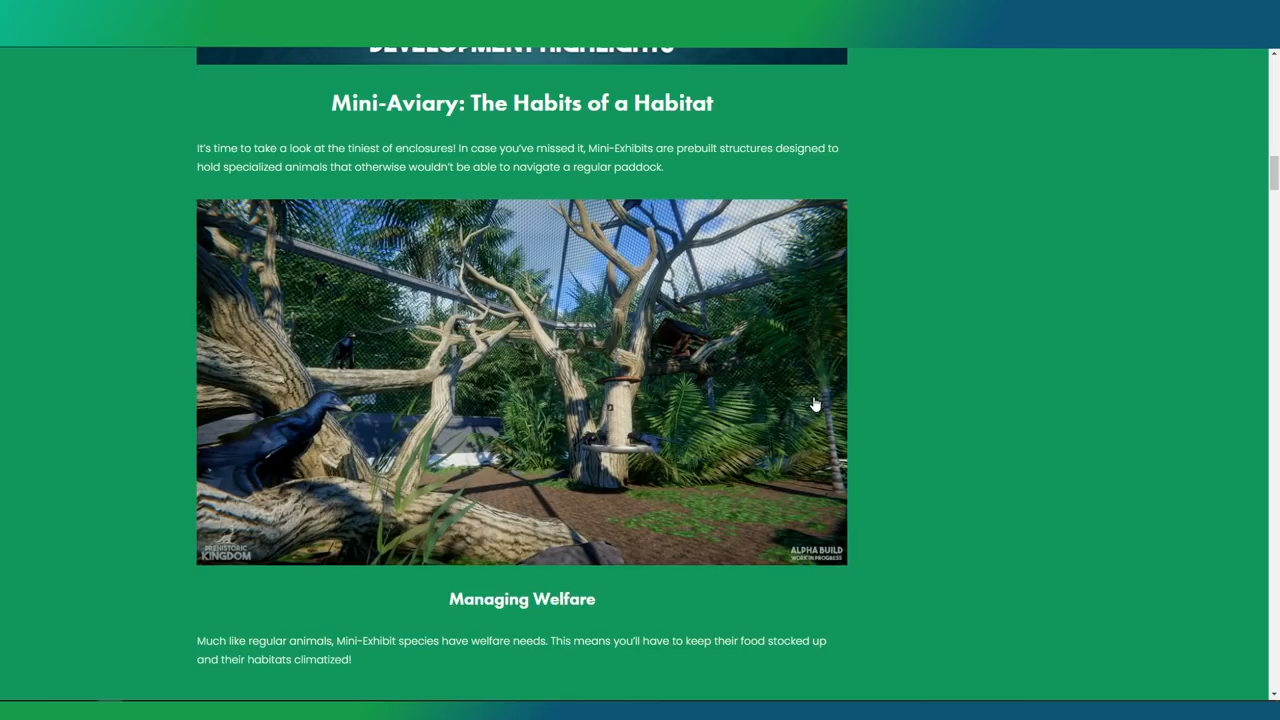 DEVELOPMENT HIGHLIGHTS
Mini-Aviary: The Habits of a Habitat
It's time to take a look at the tiniest of enclosures! In case you've missed it, Mini-Exhibits are prebuilt structures designed to
hold specialized animals that otherwise wouldn't be able to navigate a regular paddock.
PREHISTORIC
KINGDOM
ALPHA BUILD
WORK IN PROGRESS
Managing Welfare
Much like regular animals, Mini-Exhibit species have welfare needs. This means you'll have to keep their food stocked up
and their habitats climatized!